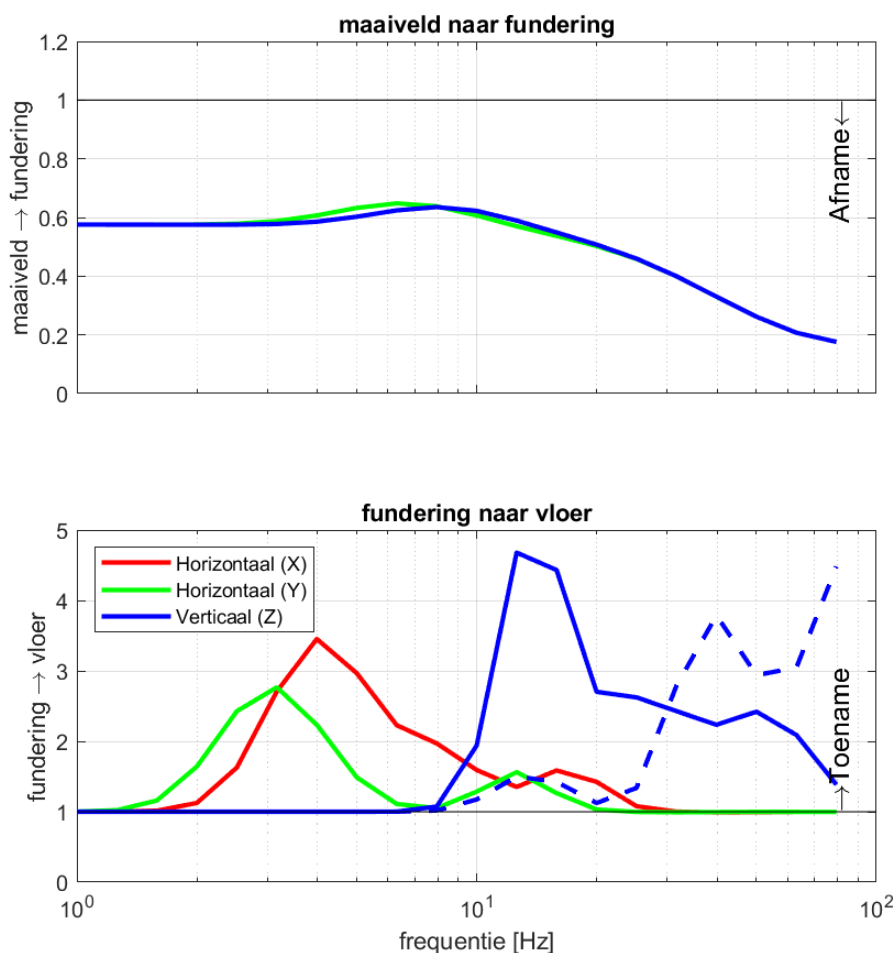 maaiveld naar fundering
1.2
1
0.8
0.6
0.4
0.2
0
maaiveld → fundering
Afname←
fundering naar vloer
5
4
3
2
1
0
fundering → vloer
Horizontaal (X)
Horizontaal (Y)
Verticaal (Z)
→Toename
10⁰
10¹
10²
frequentie [Hz]